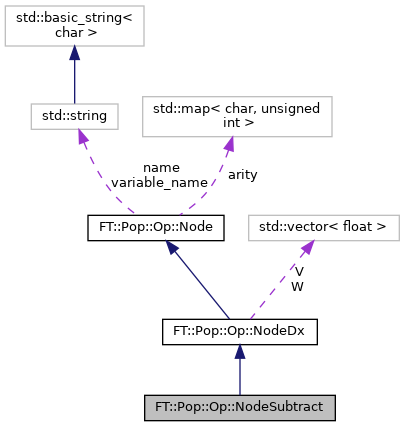 std::basic_string<
char >
std::string
std::map< char, unsigned
int >
name
variable_name
arity
FT::Pop::Op::Node
std::vector< float >
V
W
FT::Pop::Op::NodeDx
FT::Pop::Op::NodeSubtract